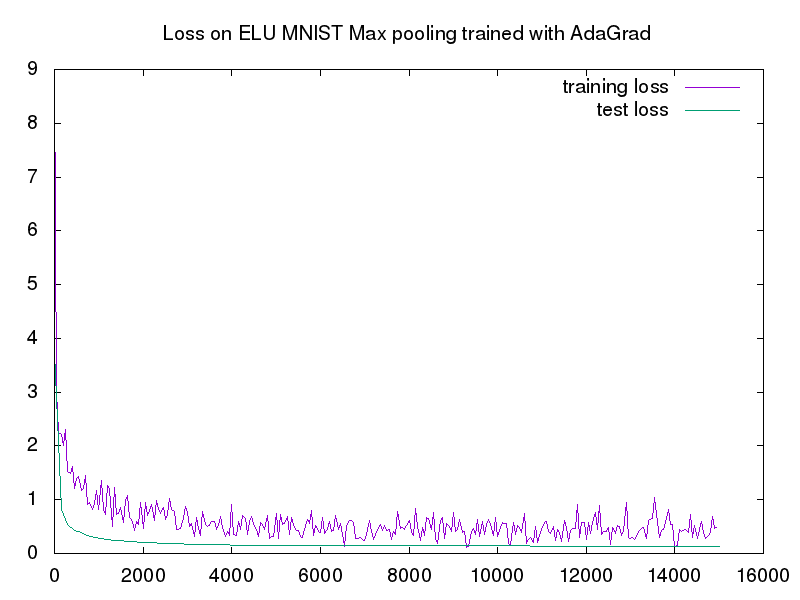 Loss on ELU MNIST Max pooling trained with AdaGrad
9
training loss
test loss
8
7
6
5
4
3
2
1
0
0 2000 4000 6000 8000 10000 12000 14000 16000